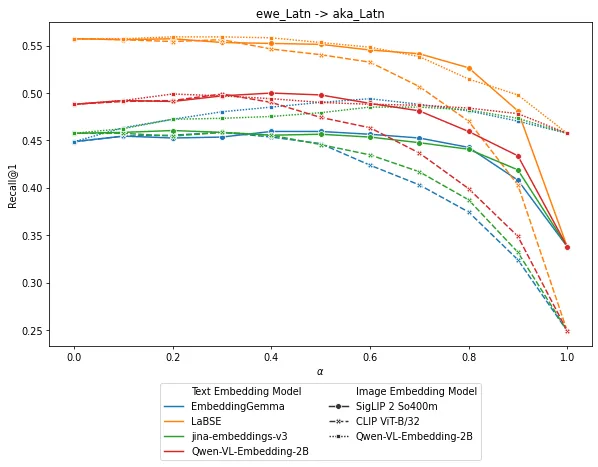 ewe_Latn -> aka_Latn
Recall@1
0.55
0.50
0.45
0.40
0.35
0.30
0.25
0.0
0.2
0.4
0.6
0.8
1.0
α
Text Embedding Model
EmbeddingGemma
LaBSE
jina-embeddings-v3
Qwen-VL-Embedding-2B
Image Embedding Model
SigLIP 2 So400m
CLIP ViT-B/32
Qwen-VL-Embedding-2B